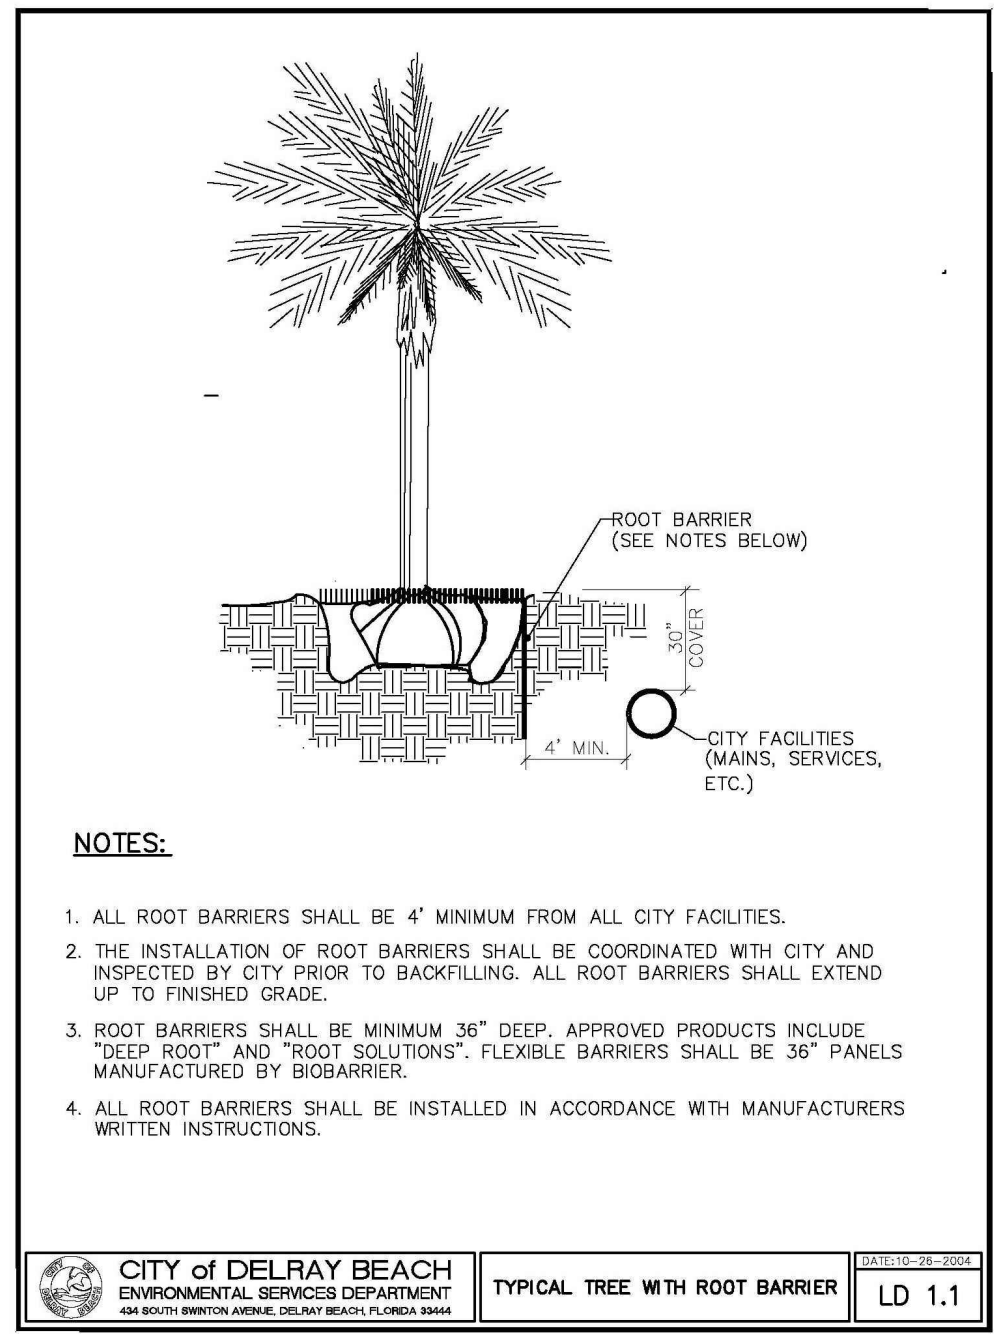 ROOT BARRIER
(SEE NOTES BELOW)
30"
COVER
4' MIN.
CITY FACILITIES
(MAINS, SERVICES,
ETC.)
NOTES:
1. ALL ROOT BARRIERS SHALL BE 4' MINIMUM FROM ALL CITY FACILITIES.
2. THE INSTALLATION OF ROOT BARRIERS SHALL BE COORDINATED WITH CITY AND
INSPECTED BY CITY PRIOR TO BACKFILLING. ALL ROOT BARRIERS SHALL EXTEND
UP TO FINISHED GRADE.
3. ROOT BARRIERS SHALL BE MINIMUM 36" DEEP. APPROVED PRODUCTS INCLUDE
"DEEP ROOT" AND "ROOT SOLUTIONS". FLEXIBLE BARRIERS SHALL BE 36" PANELS
MANUFACTURED BY BIOBARRIER.
4. ALL ROOT BARRIERS SHALL BE INSTALLED IN ACCORDANCE WITH MANUFACTURERS
WRITTEN INSTRUCTIONS.
CITY OF
DELRAY BEACH
CITY of DELRAY BEACH
ENVIRONMENTAL SERVICES DEPARTMENT
434 SOUTH SWINTON AVENUE, DELRAY BEACH, FLORIDA 33444
TYPICAL TREE WITH ROOT BARRIER
DATE:10-26-2004
LD 1.1